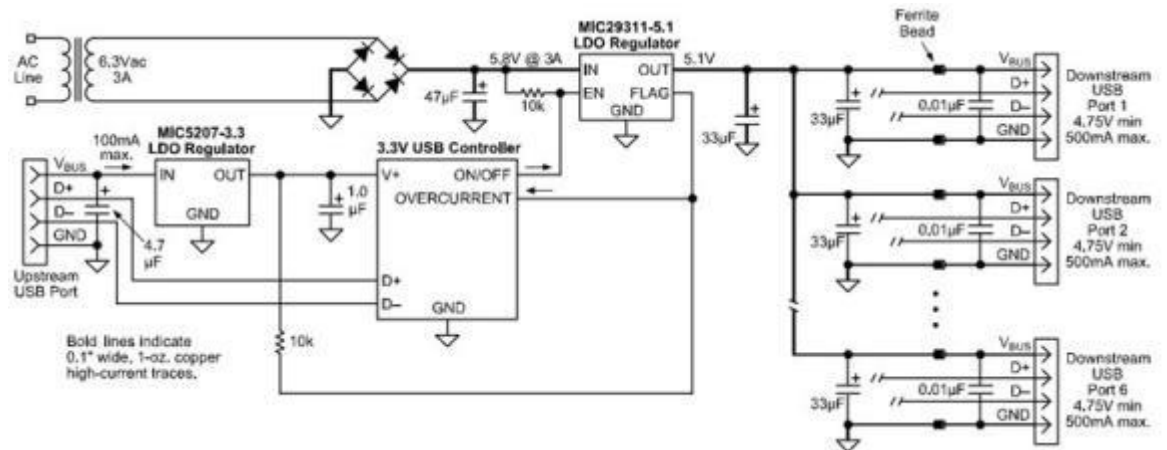 AC
Line
6.3Vac
3A
5.8V @ 3A
47µF
10k
MIC29311-5.1
LDO Regulator
IN
OUT
EN
FLAG
GND
5.1V
33µF
Ferrite
Bead
100mA
max.
MIC5207-3.3
LDO Regulator
IN
OUT
GND
VBUS
D+
D–
GND
4.7
µF
Upstream
USB Port
1.0
µF
3.3V USB Controller
V+
ON/OFF
OVERCURRENT
D+
D–
GND
10k
Bold lines indicate
0.1" wide, 1-oz. copper
high-current traces.
33µF
0.01µF
VBUS
D+
D–
GND
Downstream
USB
Port 1
4.75V min
500mA max.
33µF
0.01µF
VBUS
D+
D–
GND
Downstream
USB
Port 2
4.75V min
500mA max.
33µF
0.01µF
VBUS
D+
D–
GND
Downstream
USB
Port 6
4.75V min
500mA max.